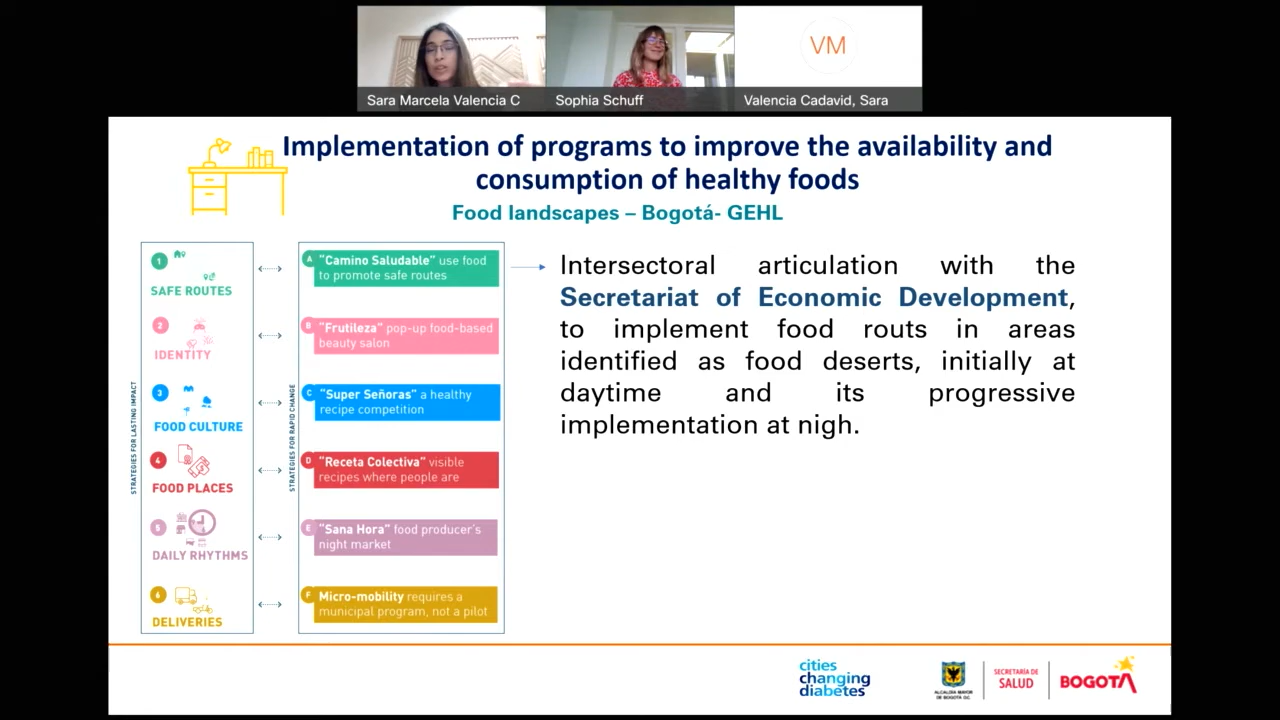 Sara Marcela Valencia C
Sophia Schuff
VM
Valencia Cadavid, Sara
Implementation of programs to improve the availability and
consumption of healthy foods
Food landscapes – Bogotá- GEHL
STRATEGIES FOR LASTING IMPACT
1
SAFE ROUTES
2
IDENTITY
3
FOOD CULTURE
4
FOOD PLACES
5
DAILY RHYTHMS
6
DELIVERIES
STRATEGIES FOR RAPID CHANGE
A "Camino Saludable" use food
to promote safe routes
B "Frutileza" pop-up food-based
beauty salon
C "Super Señoras" a healthy
recipe competition
D "Receta Colectiva" visible
recipes where people are
E "Sana Hora" food producer's
night market
F Micro-mobility requires a
municipal program, not a pilot
Intersectoral articulation with the
Secretariat of Economic Development,
to implement food routs in areas
identified as food deserts, initially at
daytime and its progressive
implementation at nigh.
cities
changing
diabetes
ALCALDÍA MAYOR
DE BOGOTÁ D.C.
SECRETARÍA DE
SALUD
BOGOTÁ